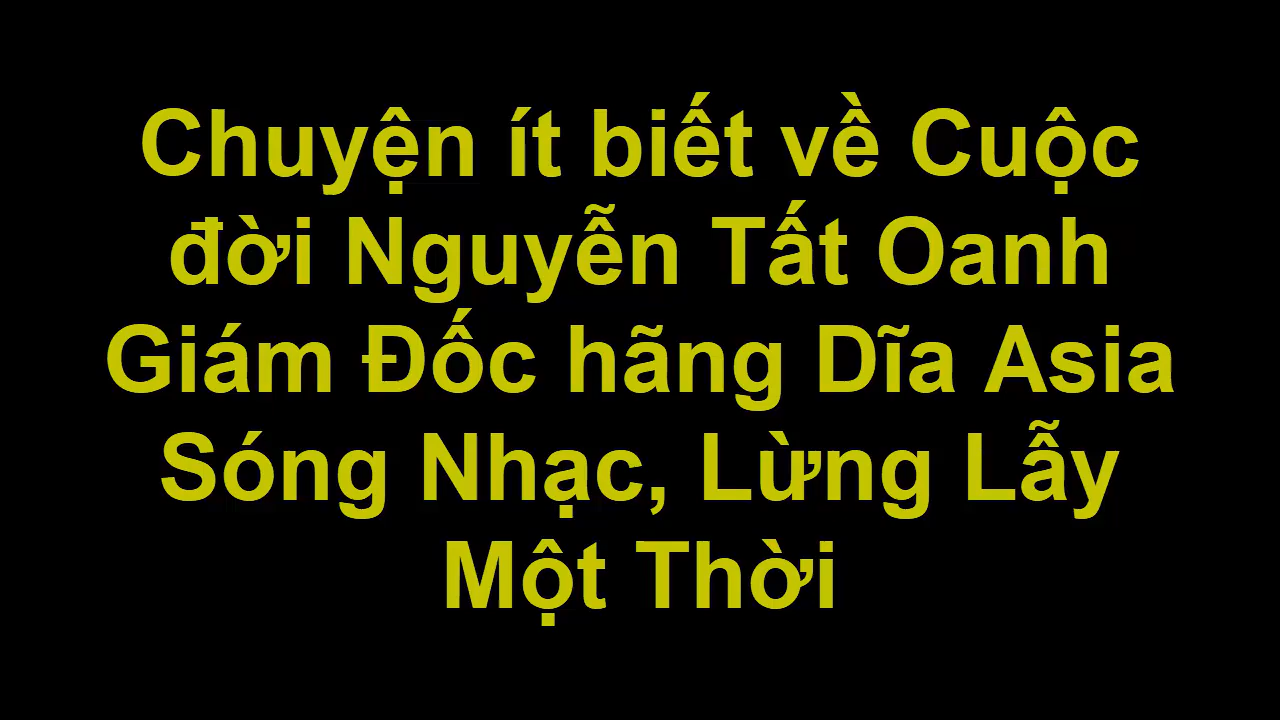 Chuyện ít biết về Cuộc
đời Nguyễn Tất Oanh
Giám Đốc hãng Dĩa Asia
Sóng Nhạc, Lừng Lẫy
Một Thời